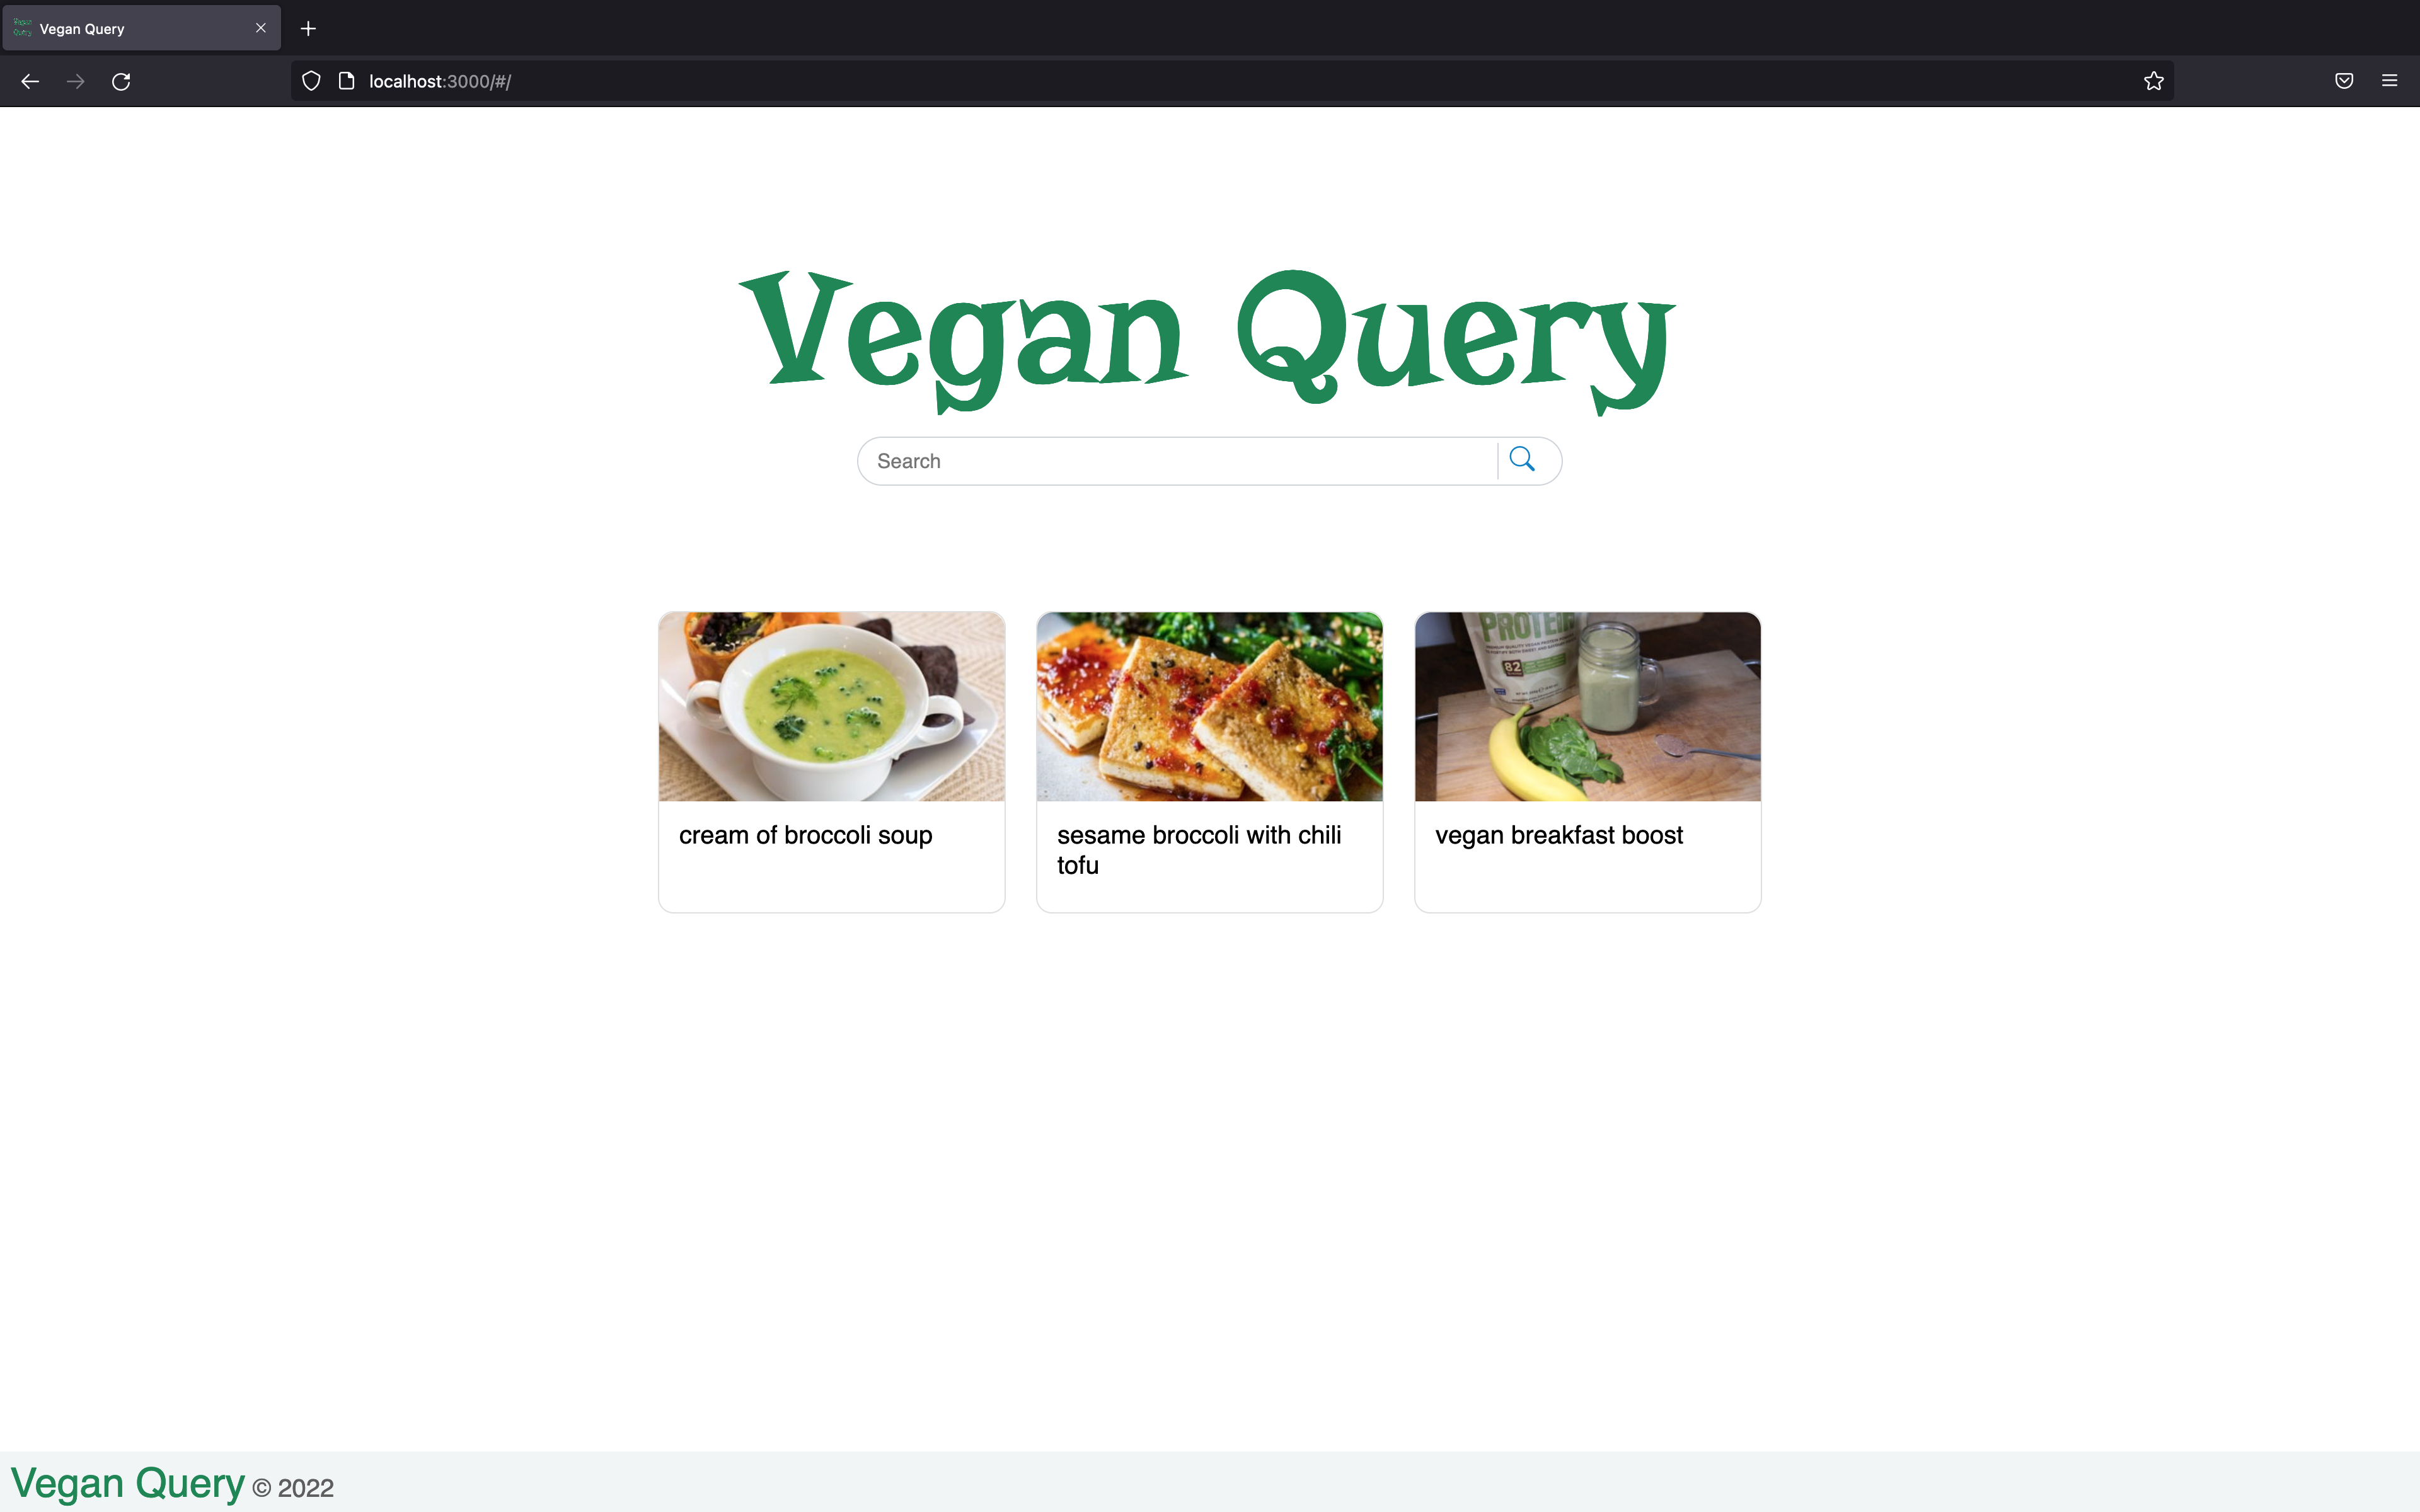 Vegan Query
localhost:3000/#/
Vegan Query
Search
PROTEIN
82
cream of broccoli soup
sesame broccoli with chili
tofu
vegan breakfast boost
Vegan Query © 2022